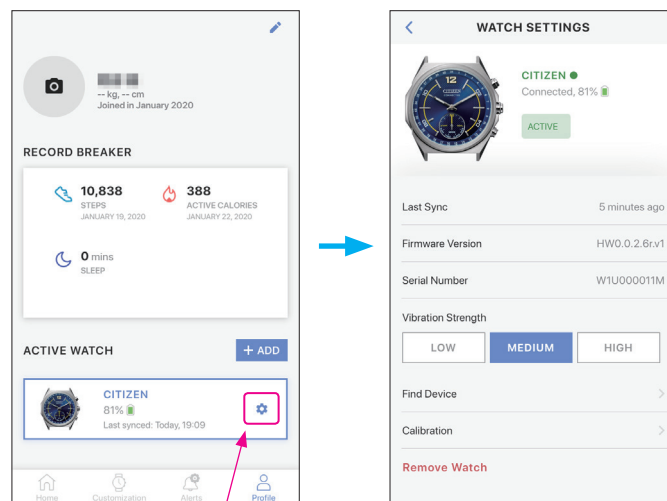 -- kg, -- cm
Joined in January 2020
RECORD BREAKER
10,838
STEPS
JANUARY 19, 2020
388
ACTIVE CALORIES
JANUARY 22, 2020
0 mins
SLEEP
ACTIVE WATCH
+ ADD
CITIZEN
81%
Last synced: Today, 19:09
Home
Customization
Alerts
Profile
WATCH SETTINGS
12
CITIZEN
CITIZEN
Connected, 81%
ACTIVE
Last Sync
5 minutes ago
Firmware Version
HW0.0.2.6r.v1
Serial Number
W1U000011M
Vibration Strength
LOW
MEDIUM
HIGH
Find Device
Calibration
Remove Watch